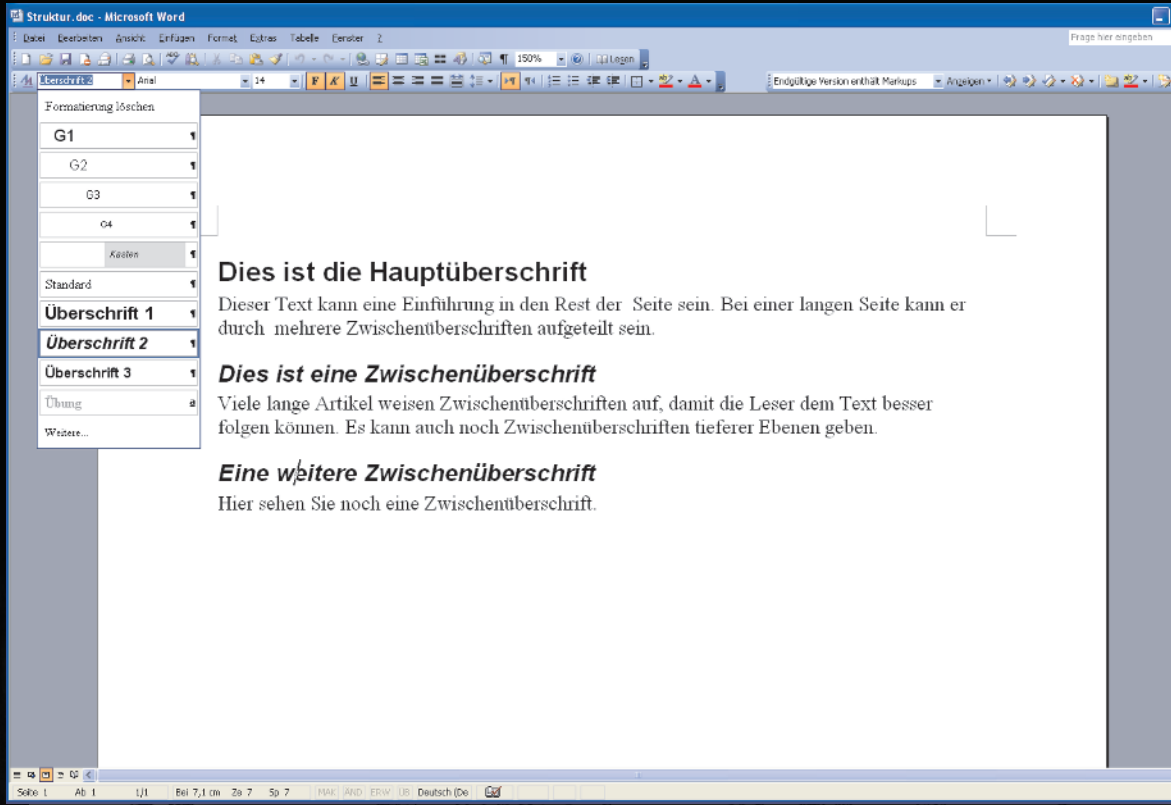 Struktur.doc - Microsoft Word
Datei Bearbeiten Ansicht Einfügen Format Extras Tabelle Fenster ?
Frage hier eingeben
150% Lesen
Überschrift 2 Arial 14 F K U Endgültige Version enthält Markups Anzeigen
Formatierung löschen
G1 ¶
G2 ¶
G3 ¶
G4 ¶
Kasten ¶
Standard ¶
Überschrift 1 ¶
Überschrift 2 ¶
Überschrift 3 ¶
Übung a
Weitere...
Dies ist die Hauptüberschrift
Dieser Text kann eine Einführung in den Rest der Seite sein. Bei einer langen Seite kann er
durch mehrere Zwischenüberschriften aufgeteilt sein.
Dies ist eine Zwischenüberschrift
Viele lange Artikel weisen Zwischenüberschriften auf, damit die Leser dem Text besser
folgen können. Es kann auch noch Zwischenüberschriften tieferer Ebenen geben.
Eine weitere Zwischenüberschrift
Hier sehen Sie noch eine Zwischenüberschrift.
Seite 1 Ab 1 1/1 Bei 7,1 cm Ze 7 Sp 7 MAK ÄND ERW ÜB Deutsch (De